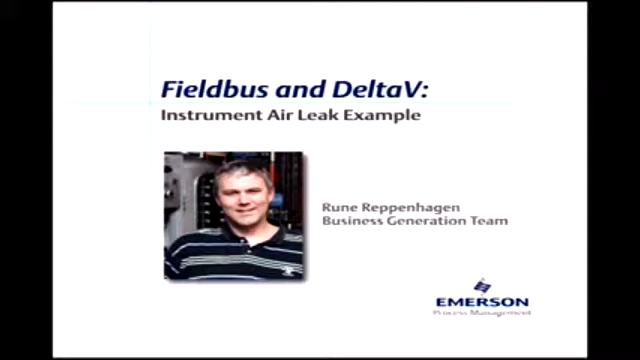 Fieldbus and DeltaV:
Instrument Air Leak Example
Rune Reppenhagen
Business Generation Team
EMERSON
Process Management